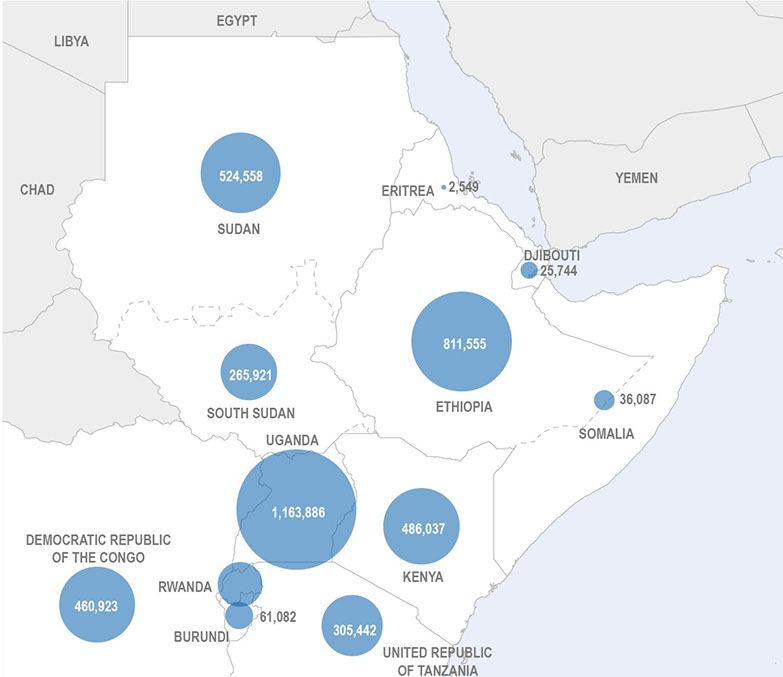 EGYPT
LIBYA
CHAD
YEMEN
524,558
SUDAN
ERITREA
2,549
DJIBOUTI
25,744
811,555
ETHIOPIA
265,921
SOUTH SUDAN
36,087
SOMALIA
UGANDA
1,163,886
486,037
KENYA
DEMOCRATIC REPUBLIC
OF THE CONGO
460,923
RWANDA
BURUNDI
61,082
305,442
UNITED REPUBLIC
OF TANZANIA